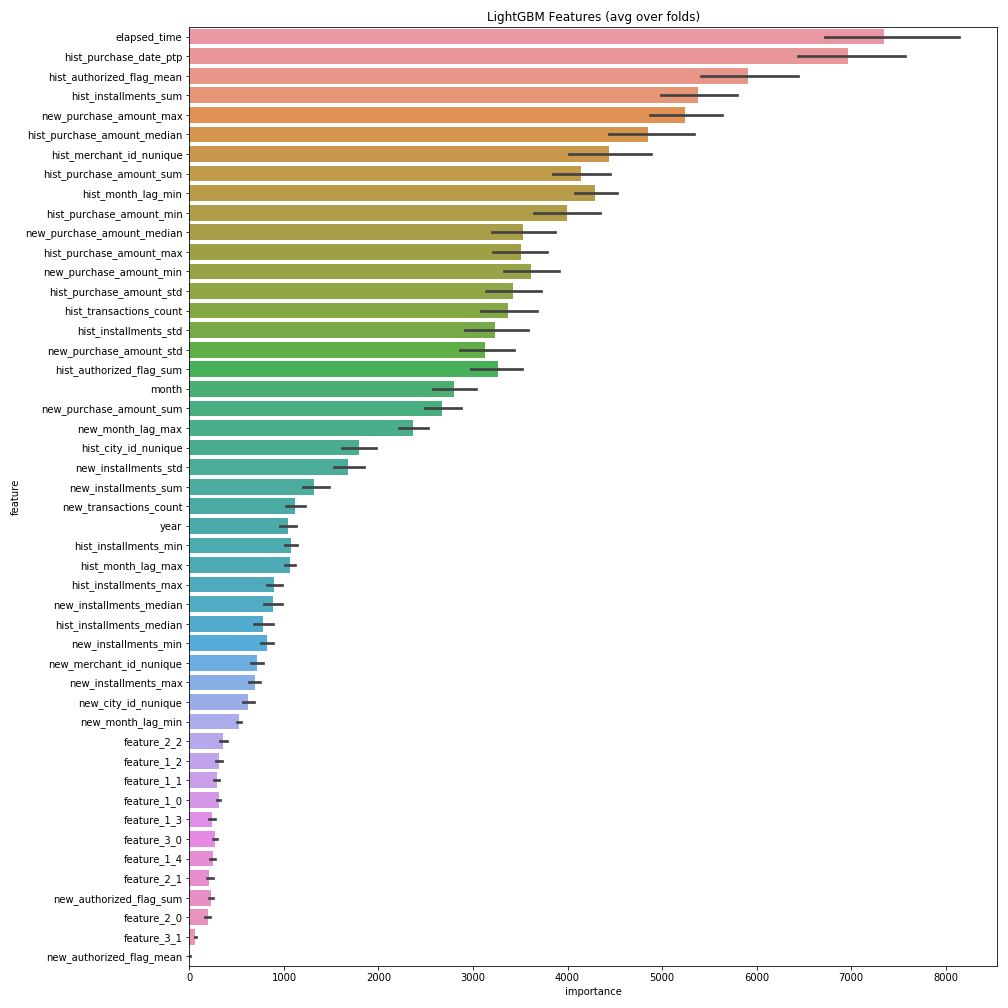 LightGBM Features (avg over folds)
elapsed_time
hist_purchase_date_ptp
hist_authorized_flag_mean
hist_installments_sum
new_purchase_amount_max
hist_purchase_amount_median
hist_merchant_id_nunique
hist_purchase_amount_sum
hist_month_lag_min
hist_purchase_amount_min
new_purchase_amount_median
hist_purchase_amount_max
new_purchase_amount_min
hist_purchase_amount_std
hist_transactions_count
hist_installments_std
new_purchase_amount_std
hist_authorized_flag_sum
month
new_purchase_amount_sum
new_month_lag_max
hist_city_id_nunique
new_installments_std
new_installments_sum
new_transactions_count
year
hist_installments_min
hist_month_lag_max
hist_installments_max
new_installments_median
hist_installments_median
new_installments_min
new_merchant_id_nunique
new_installments_max
new_city_id_nunique
new_month_lag_min
feature_2_2
feature_1_2
feature_1_1
feature_1_0
feature_1_3
feature_3_0
feature_1_4
feature_2_1
new_authorized_flag_sum
feature_2_0
feature_3_1
new_authorized_flag_mean
feature
0 1000 2000 3000 4000 5000 6000 7000 8000
importance